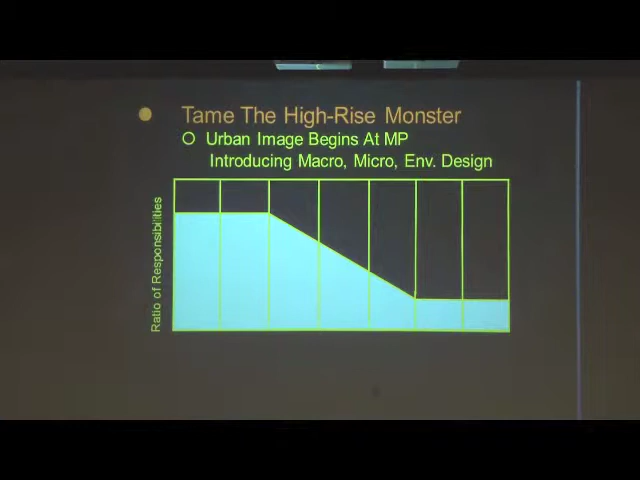 Tame The High-Rise Monster
Urban Image Begins At MP
Introducing Macro, Micro, Env. Design
Ratio of Responsibilities